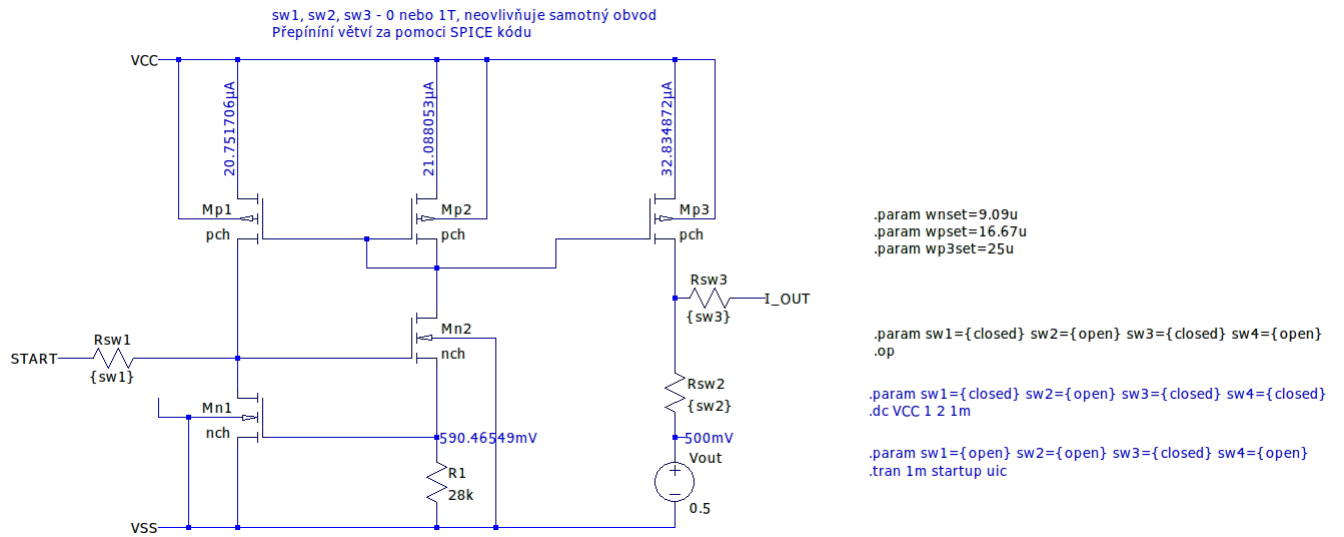 sw1, sw2, sw3 - 0 nebo 1T, neovlivňuje samotný obvod
Přepíníní větví za pomoci SPICE kódu
VCC
20.751706µA
21.088053µA
32.834872µA
Mp1
pch
Mp2
pch
Mp3
pch
.param wnset=9.09u
.param wpset=16.67u
.param wp3set=25u
Rsw3
{sw3}
I_OUT
Mn2
nch
START
Rsw1
{sw1}
.param sw1={closed} sw2={open} sw3={closed} sw4={open}
.op
Rsw2
{sw2}
.param sw1={closed} sw2={open} sw3={closed} sw4={closed}
.dc VCC 1 2 1m
Mn1
nch
590.46549mV
500mV
Vout
0.5
R1
28k
.param sw1={open} sw2={open} sw3={closed} sw4={open}
.tran 1m startup uic
VSS